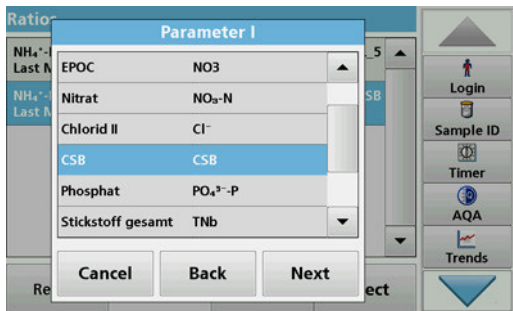 Ratios
Parameter I
NH₄⁺-
Last
_5
NH₄⁺-
Last
SB
EPOC NO3
Nitrat NO₃-N
Chlorid II Cl⁻
CSB CSB
Phosphat PO₄³⁻-P
Stickstoff gesamt TNb
Cancel Back Next
Re
ect
Login
Sample ID
Timer
AQA
Trends